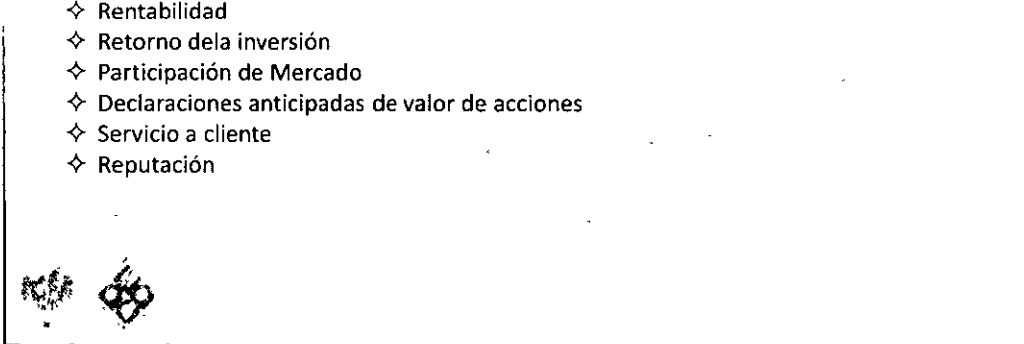 ✧ Rentabilidad
✧ Retorno dela inversión
✧ Participación de Mercado
✧ Declaraciones anticipadas de valor de acciones
✧ Servicio a cliente
✧ Reputación